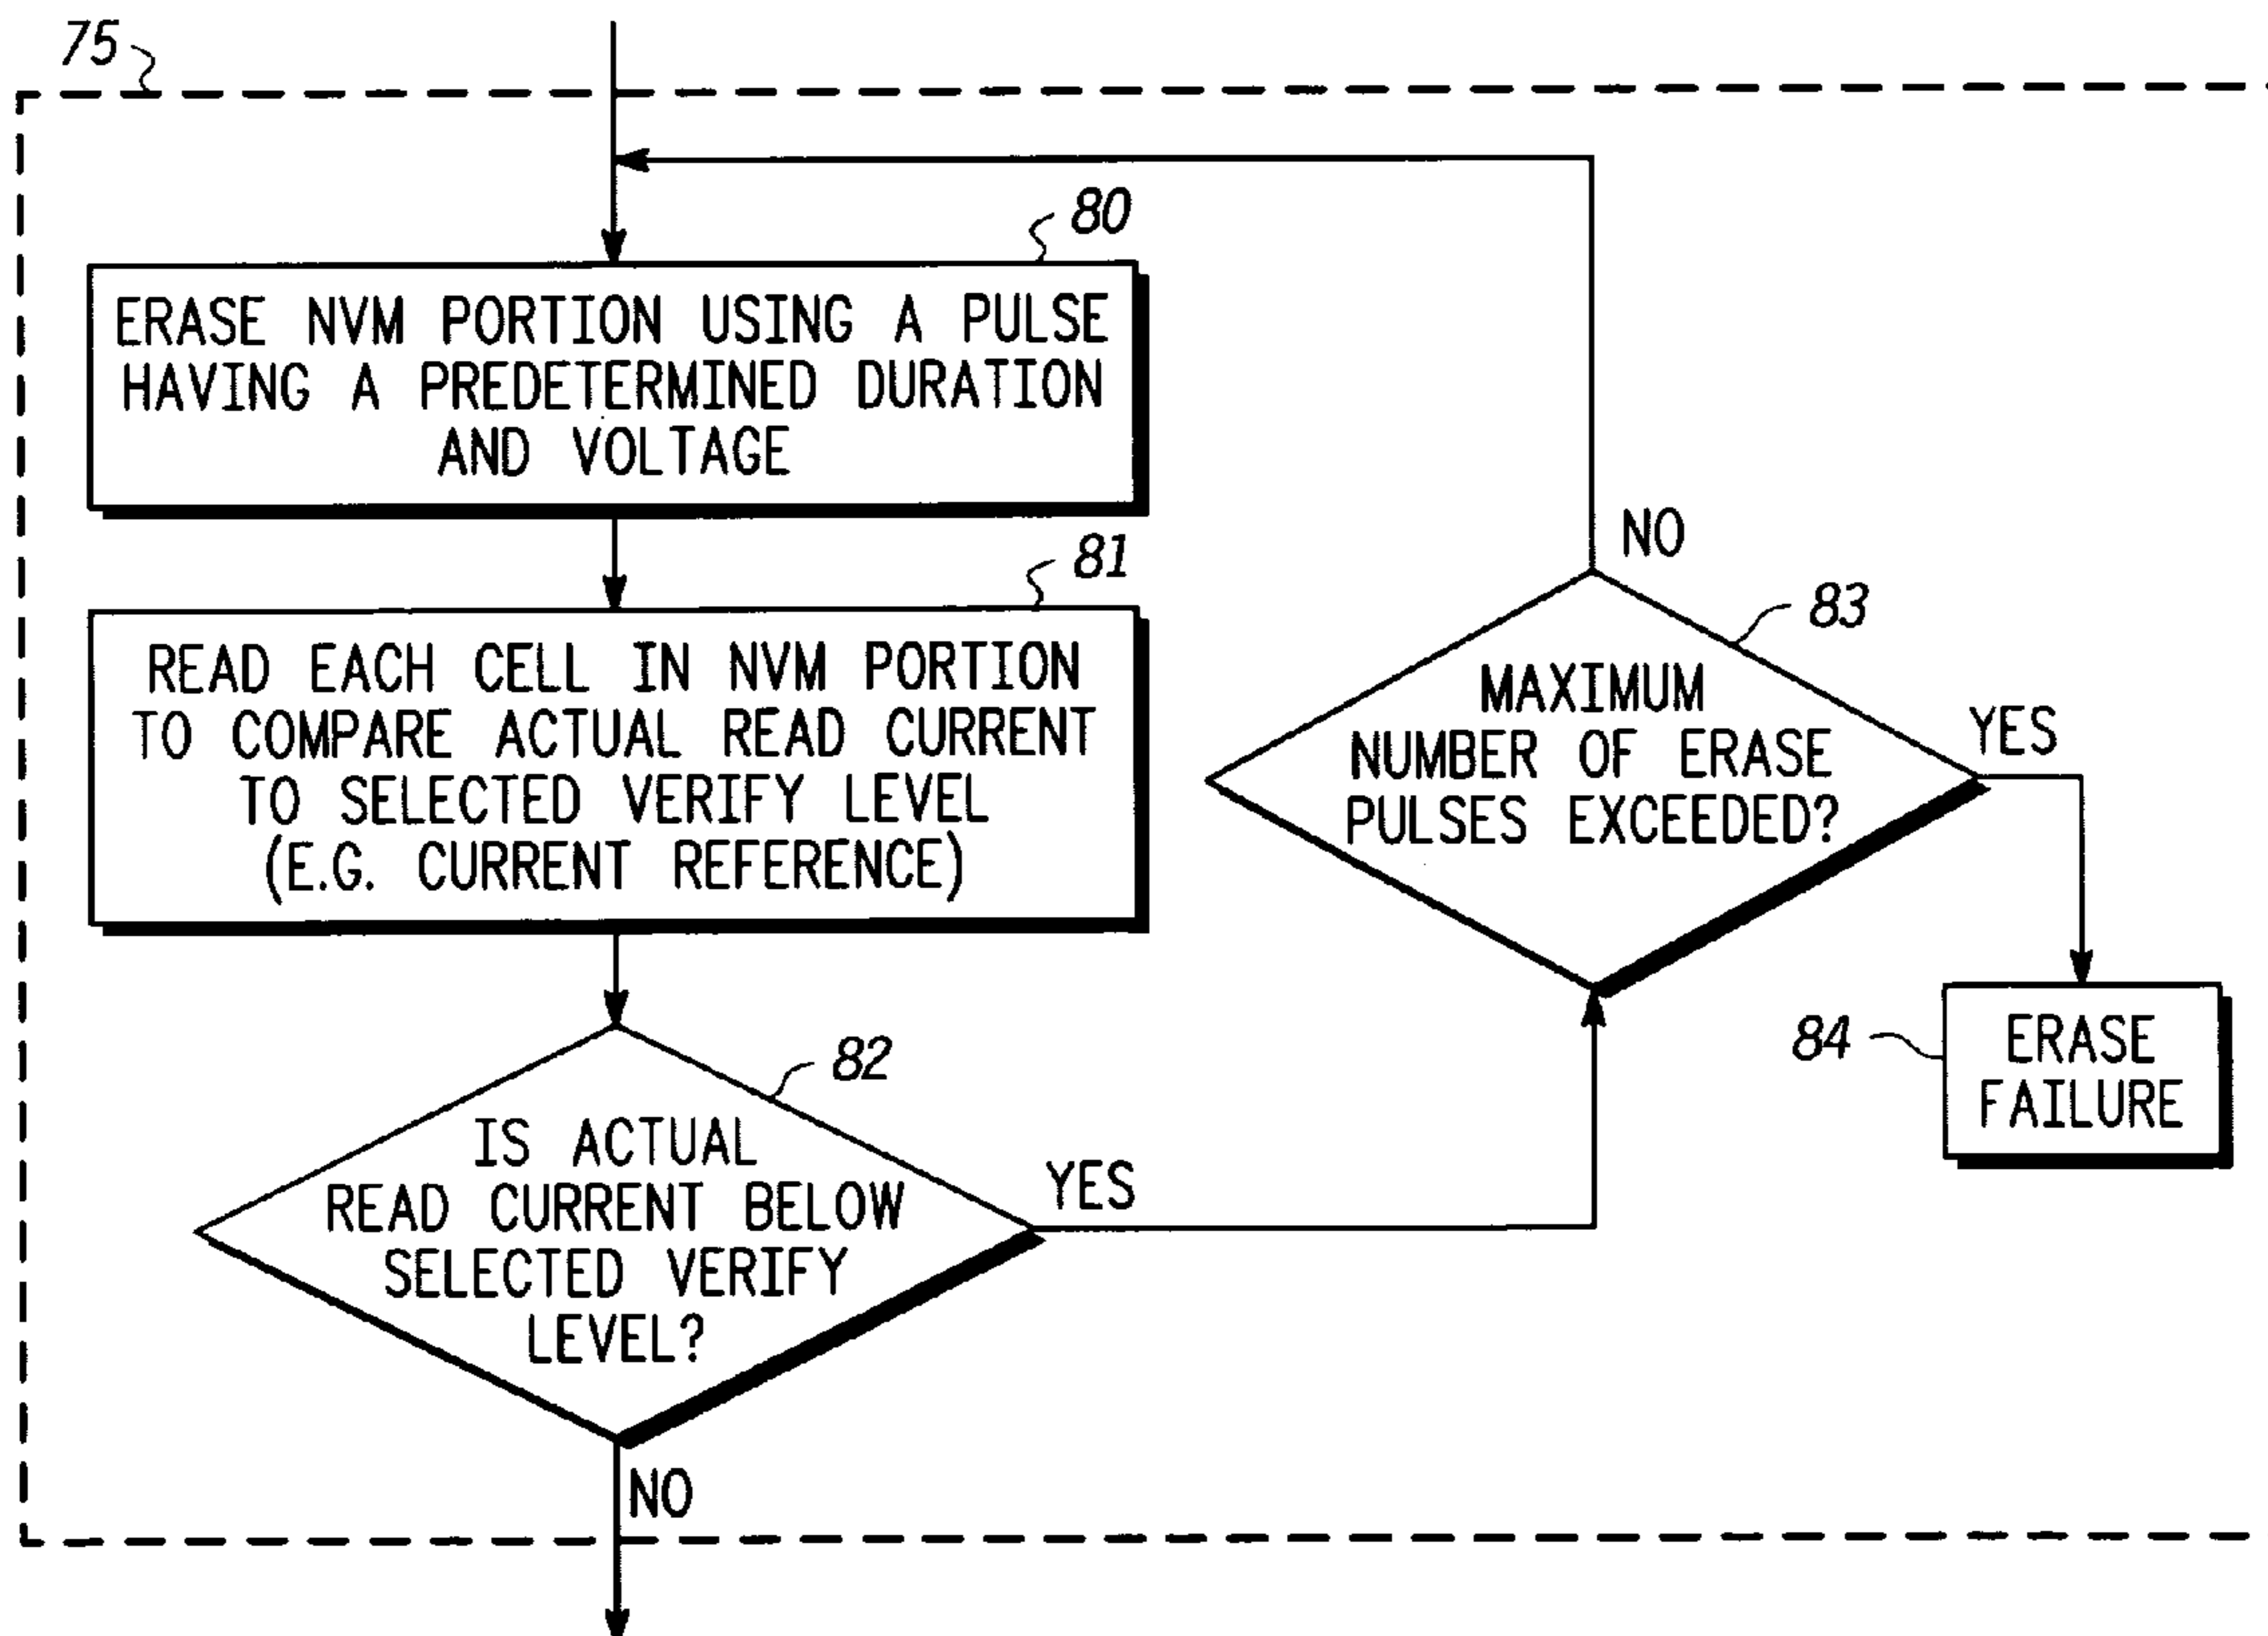 75
80
ERASE NVM PORTION USING A PULSE
HAVING A PREDETERMINED DURATION
AND VOLTAGE
81
READ EACH CELL IN NVM PORTION
TO COMPARE ACTUAL READ CURRENT
TO SELECTED VERIFY LEVEL
(E.G. CURRENT REFERENCE)
82
IS ACTUAL
READ CURRENT BELOW
SELECTED VERIFY
LEVEL?
YES
NO
NO
83
MAXIMUM
NUMBER OF ERASE
PULSES EXCEEDED?
YES
84
ERASE
FAILURE